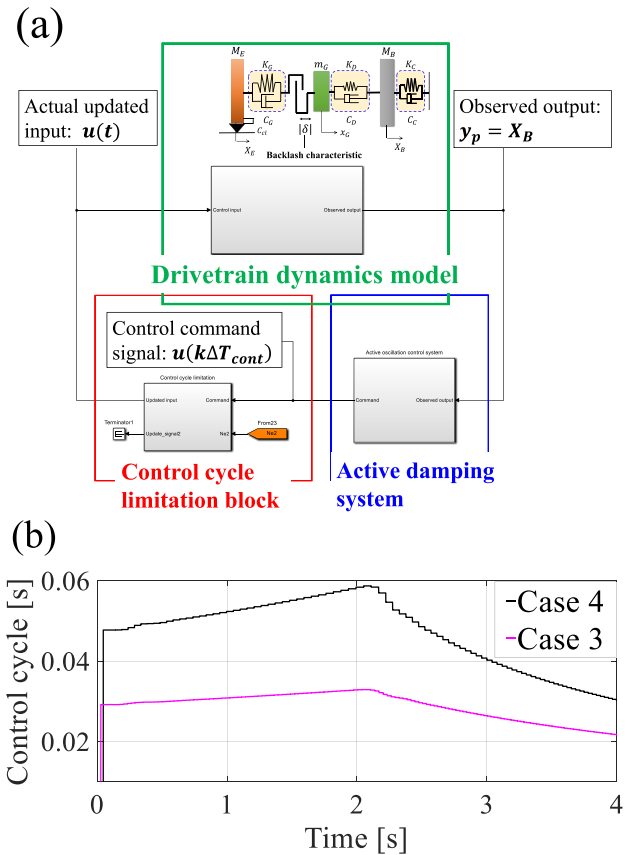 (a)
M_E K_G m_G K_D M_B K_C
C_G |δ| C_D C_C
C_cl
X_E x_G X_B
Backlash characteristic
Actual updated
input: u(t)
Observed output:
y_p = X_B
Control input
Observed output
Drivetrain dynamics model
Control command
signal: u(kΔT_cont)
Control cycle limitation
Updated input
Command
Terminator1
Update_signal2
Ne2
From23
Ne2
Active oscillation control system
Command
Observed output
Control cycle
limitation block
Active damping
system
(b)
Control cycle [s]
0.06
0.04
0.02
Case 4
Case 3
0 1 2 3 4
Time [s]